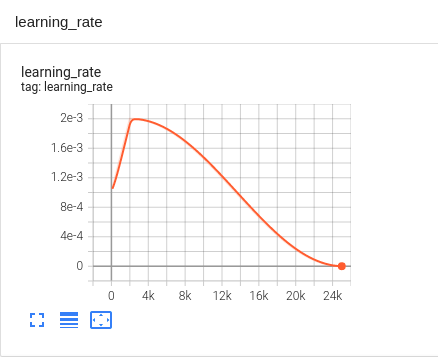 learning_rate
learning_rate
tag: learning_rate
2e-3
1.6e-3
1.2e-3
8e-4
4e-4
0
0 4k 8k 12k 16k 20k 24k